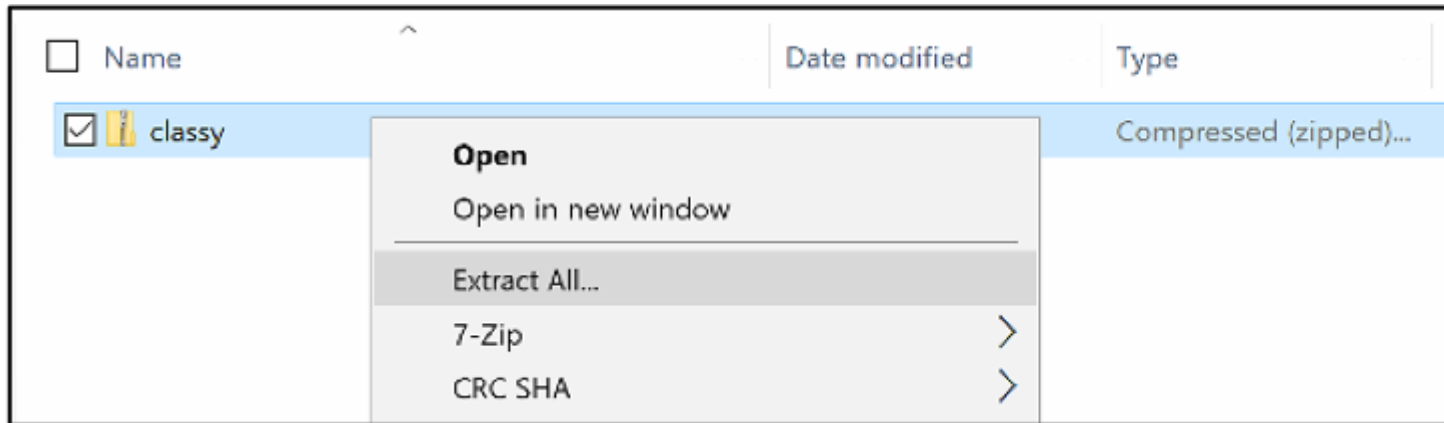 Name Date modified Type
classy Compressed (zipped)...
Open
Open in new window
Extract All...
7-Zip
CRC SHA